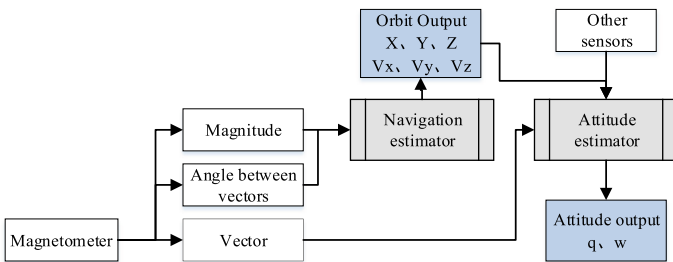 Orbit Output
X、Y、Z
Vx、Vy、Vz
Other
sensors
Magnitude
Navigation
estimator
Attitude
estimator
Angle between
vectors
Magnetometer
Vector
Attitude output
q、w